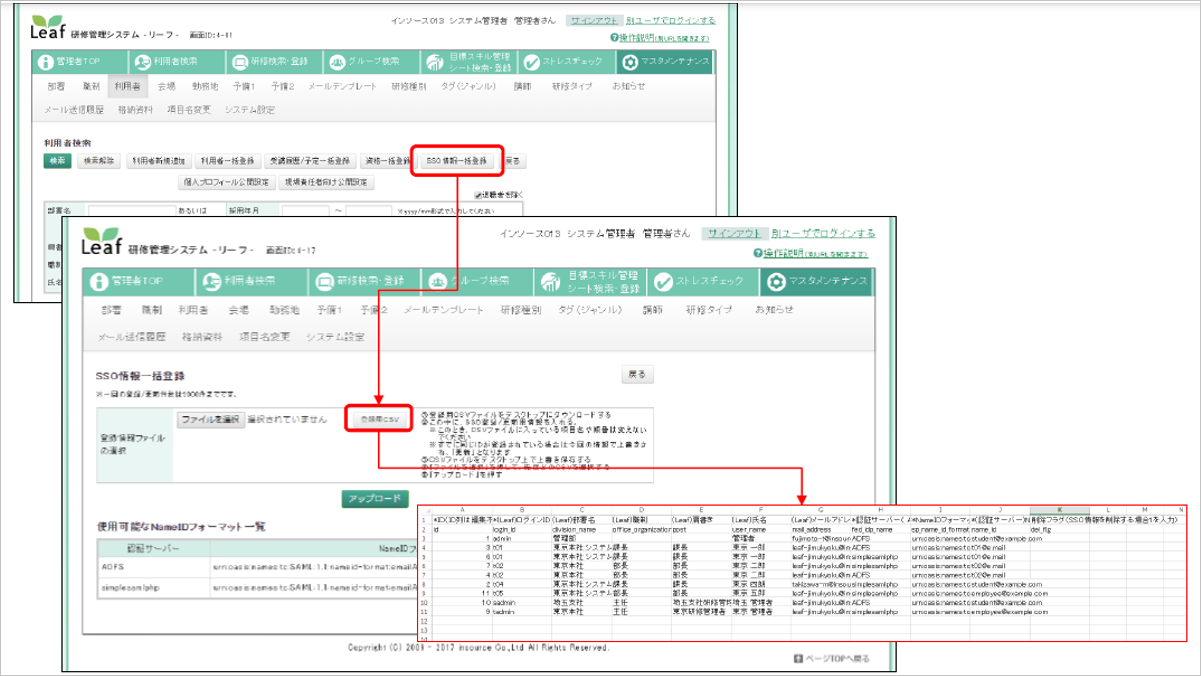 インソース013 システム管理者 管理者さん サインアウト 別ユーザでログインする
Leaf 研修管理システム - リーフ - 画面ID:4-11
操作説明(別URLを開きます)
管理者TOP 利用者検索 研修検索・登録 グループ検索 目標スキル管理シート検索・登録 ストレスチェック マスタメンテナンス
部署 職制 利用者 会場 勤務地 予備1 予備2 メールテンプレート 研修種別 タグ(ジャンル) 講師 研修タイプ お知らせ
メール送信履歴 格納資料 項目名変更 システム設定
利用者検索
検索 検索解除 利用者新規追加 利用者一括登録 受講履歴/予定一括登録 資格一括登録 SSO情報一括登録 戻る
個人プロフィール公開設定 現場責任者向け公開設定
退職者を除く
部署名 あるいは 採用年月 ～ ※yyyy/mm形式で入力してください
インソース013 システム管理者 管理者さん サインアウト 別ユーザでログインする
Leaf 研修管理システム - リーフ - 画面ID:4-17
操作説明(別URLを開きます)
管理者TOP 利用者検索 研修検索・登録 グループ検索 目標スキル管理シート検索・登録 ストレスチェック マスタメンテナンス
部署 職制 利用者 会場 勤務地 予備1 予備2 メールテンプレート 研修種別 タグ(ジャンル) 講師 研修タイプ お知らせ
メール送信履歴 格納資料 項目名変更 システム設定
SSO情報一括登録
戻る
※一回の登録/更新件数は1000件までです。
登録情報ファイルの選択
ファイルを選択 選択されていません
登録用CSV
①登録用CSVファイルをデスクトップにダウンロードする
②この中に、SSO登録/更新用情報を入れる。
※このとき、CSVファイルに入っている項目名や順番は変えないでください
※すでに同じIDが登録されている場合は今回の情報で上書きされ、「更新」となります
③CSVファイルをデスクトップ上で上書き保存する
⑤「アップロード」を押す
アップロード
使用可能なNameIDフォーマット一覧
認証サーバー NameIDフ
ADFS urn:oasis:names:tc:SAML:1.1:nameid-format:emailA
simplesamlphp urn:oasis:names:tc:SAML:1.1:nameid-format:emailA
A B C D E F G H I J K L M N
1 *ID(ID列は編集不 *(Leaf)ログインID (Leaf)部署名 (Leaf)職制 (Leaf)肩書き (Leaf)氏名 (Leaf)メールアドレ *認証サーバー( *NameIDフォーマッ *(認証サーバー)N 削除フラグ(SSO情報を削除する場合1を入力)
2 id login_id division_name office_organization post user_name mail_address fed_idp_name sp_name_id_format name_id del_flg
3 1 admin 管理部 管理者 fujimoto-t@insour ADFS urn:oasis:names:to student@example.com
4 3 t01 東京本社 システム 課長 課長 東京 一郎 leaf-jimukyoku@in simplesamlphp urn:oasis:names:to t01@e.mail
5 6 t01 東京本社 システム 課長 課長 東京 一郎 leaf-jimukyoku@in ADFS urn:oasis:names:to t01@e.mail
6 7 t02 東京本社 部長 部長 東京 二郎 leaf-jimukyoku@in simplesamlphp urn:oasis:names:to t02@e.mail
7 4 t02 東京本社 部長 部長 東京 二郎 leaf-jimukyoku@in ADFS urn:oasis:names:to t02@e.mail
8 2 t04 東京本社 システム 課長 課長 東京 四朗 takizawa-m@insou simplesamlphp urn:oasis:names:to student@example.com
9 11 t05 東京本社 システム 部長 部長 東京 五郎 leaf-jimukyoku@in simplesamlphp urn:oasis:names:to employee@example.com
10 10 sadmin 埼玉支社 主任 埼玉支社研修管 埼玉 管理者 leaf-jimukyoku@in ADFS urn:oasis:names:to student@example.com
11 9 tadmin 東京本社 主任 東京研修管理者 東京 管理者 leaf-jimukyoku@in simplesamlphp urn:oasis:names:to employee@example.com
12
13
Copyright (C) 2009 - 2017 insource Co.,Ltd All Rights Reserved.
ページTOPへ戻る